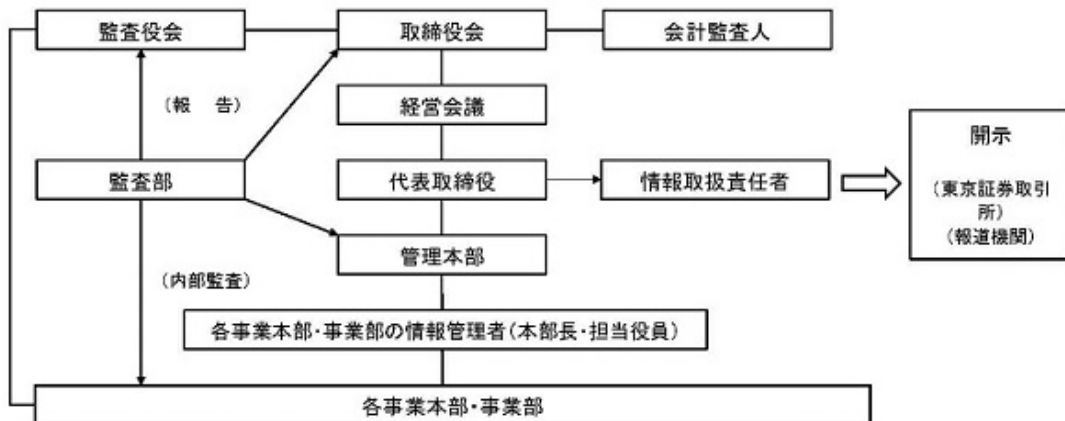 監査役会
取締役会
会計監査人
(報 告)
経営会議
監査部
代表取締役
情報取扱責任者
開示
(東京証券取引
所)
(報道機関)
管理本部
(内部監査)
各事業本部・事業部の情報管理者(本部長・担当役員)
各事業本部・事業部